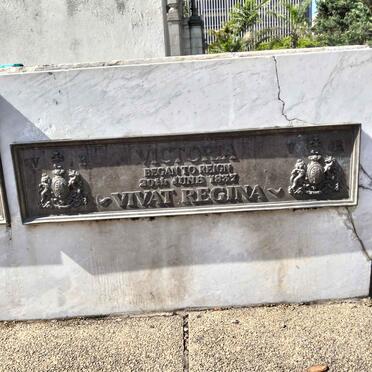 V R
VICTORIA
BEGAN TO REIGN
20TH JUNE 1837
VIVAT REGINA